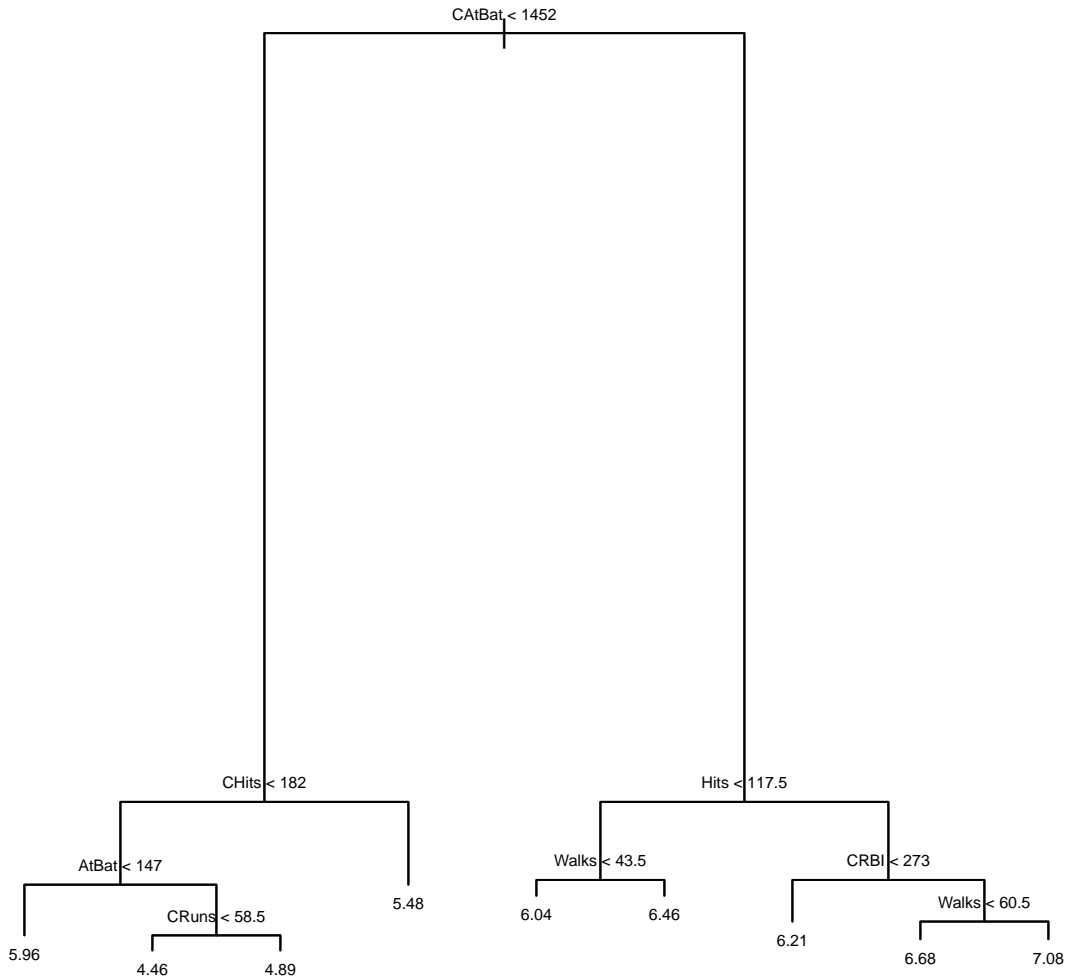 CAtBat < 1452
CHits < 182
Hits < 117.5
AtBat < 147
Walks < 43.5
CRBI < 273
CRuns < 58.5
5.48
Walks < 60.5
6.04
6.46
6.21
5.96
4.46
4.89
6.68
7.08